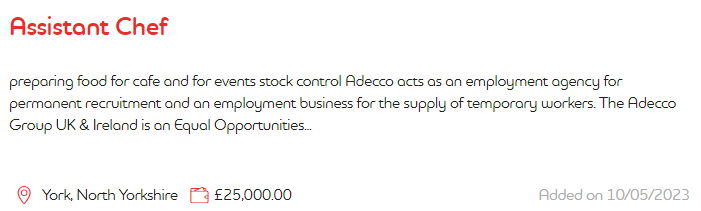 Assistant Chef
preparing food for cafe and for events stock control Adecco acts as an employment agency for
permanent recruitment and an employment business for the supply of temporary workers. The Adecco
Group UK & Ireland is an Equal Opportunities...
York, North Yorkshire £25,000.00 Added on 10/05/2023